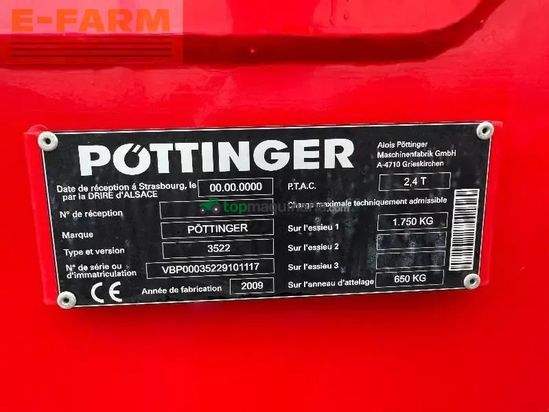 E-FARM
PÖTTINGER
Alois Pöttinger
Maschinenfabrik GmbH
A-4710 Grieskirchen
Date de réception à Strasbourg,
par la DRIRE d'ALSACE
00.00.0000
P.T.A.C.
2,4 T
N° de réception
topmaquinaria.com
Charge maximale techniquement admissible
Marque
PÖTTINGER
Sur l'essieu 1
1.750 KG
Type et version
3522
Sur l'essieu 2
N° de série ou
d'immatriculation
VBP00035229101117
Sur l'essieu 3
CE
Année de fabrication
2009
Sur l'anneau d'attelage
650 KG